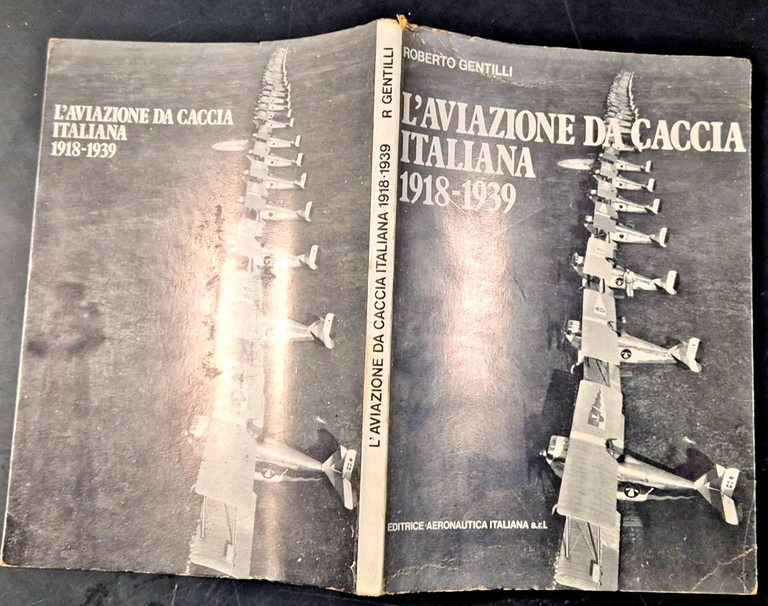 L'AVIAZIONE DA CACCIA
ITALIANA
1918-1939
L'AVIAZIONE DA CACCIA ITALIANA 1918-1939 R GENTILLI
ROBERTO GENTILLI
L'AVIAZIONE DA CACCIA
ITALIANA
1918-1939
EDITRICE AERONAUTICA ITALIANA s.r.l.